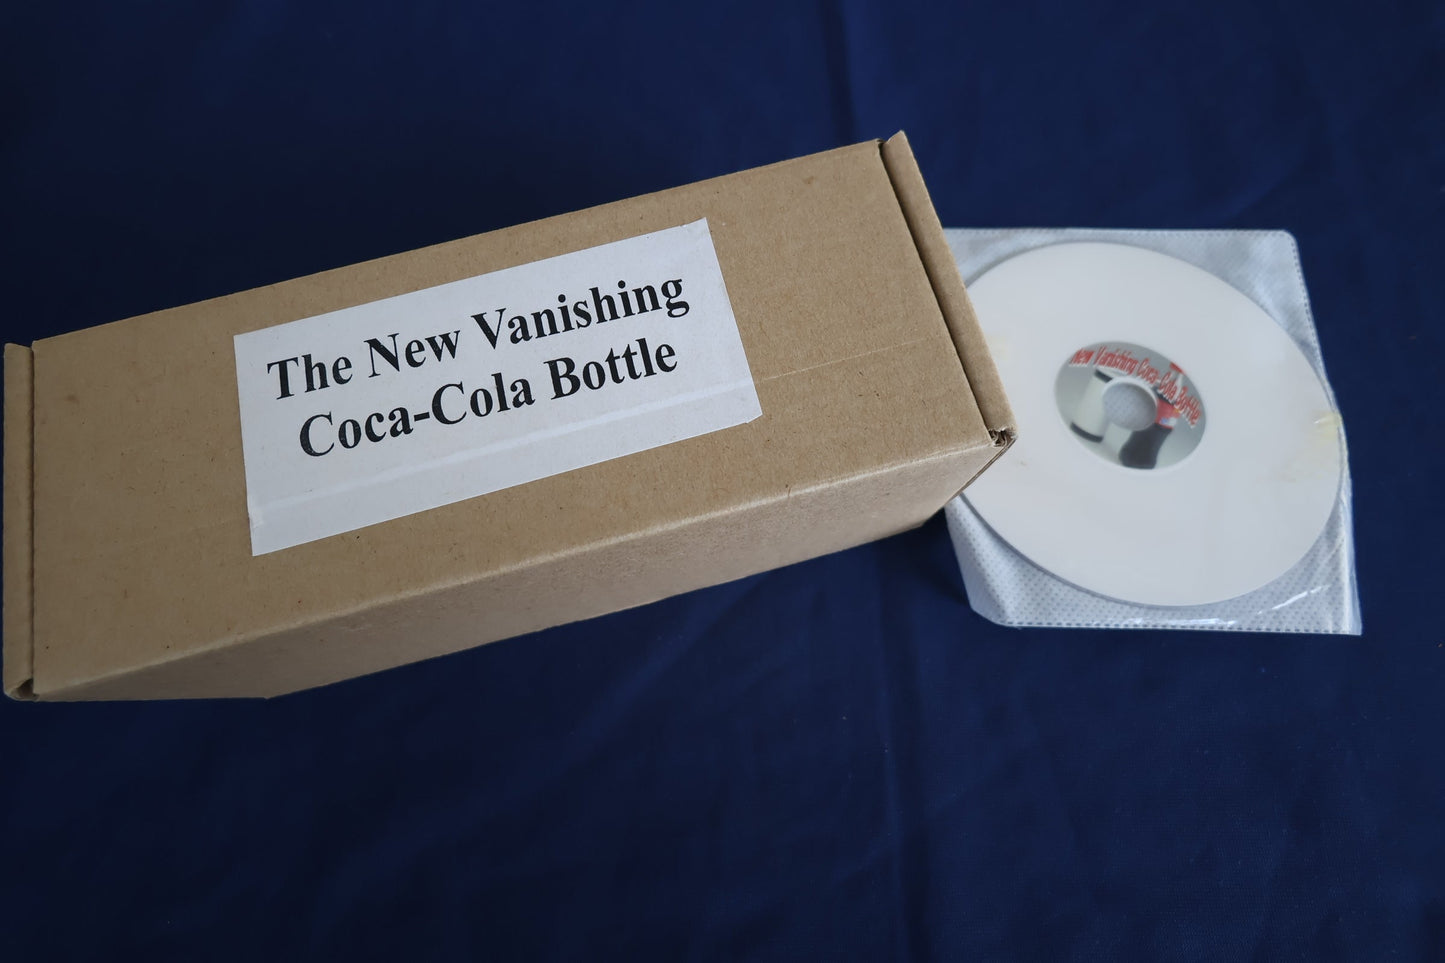 The New Vanishing
Coca-Cola Bottle
New Vanishing Coca-Cola Bottle